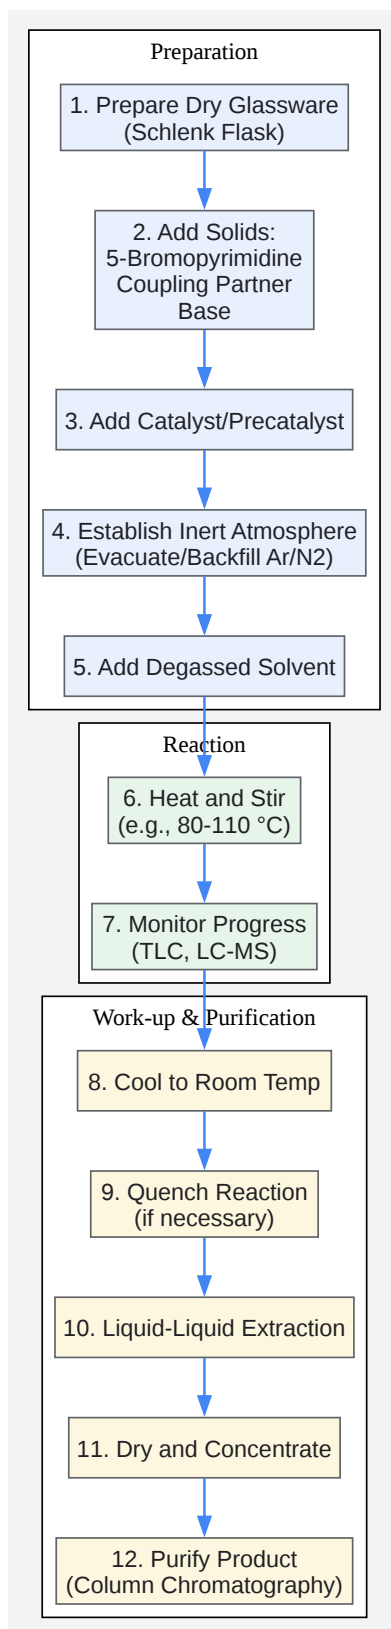 Preparation
1. Prepare Dry Glassware
(Schlenk Flask)
2. Add Solids:
5-Bromopyrimidine
Coupling Partner
Base
3. Add Catalyst/Precatalyst
4. Establish Inert Atmosphere
(Evacuate/Backfill Ar/N2)
5. Add Degassed Solvent
Reaction
6. Heat and Stir
(e.g., 80-110 °C)
7. Monitor Progress
(TLC, LC-MS)
Work-up & Purification
8. Cool to Room Temp
9. Quench Reaction
(if necessary)
10. Liquid-Liquid Extraction
11. Dry and Concentrate
12. Purify Product
(Column Chromatography)